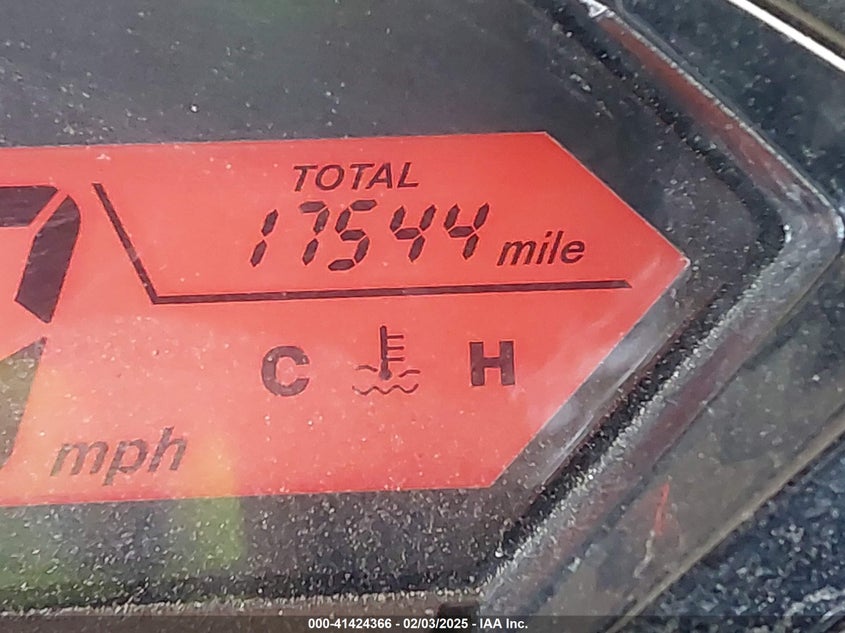 TOTAL
17544 mile
C H
mph
000-41424366 - 02/03/2025 - IAA Inc.